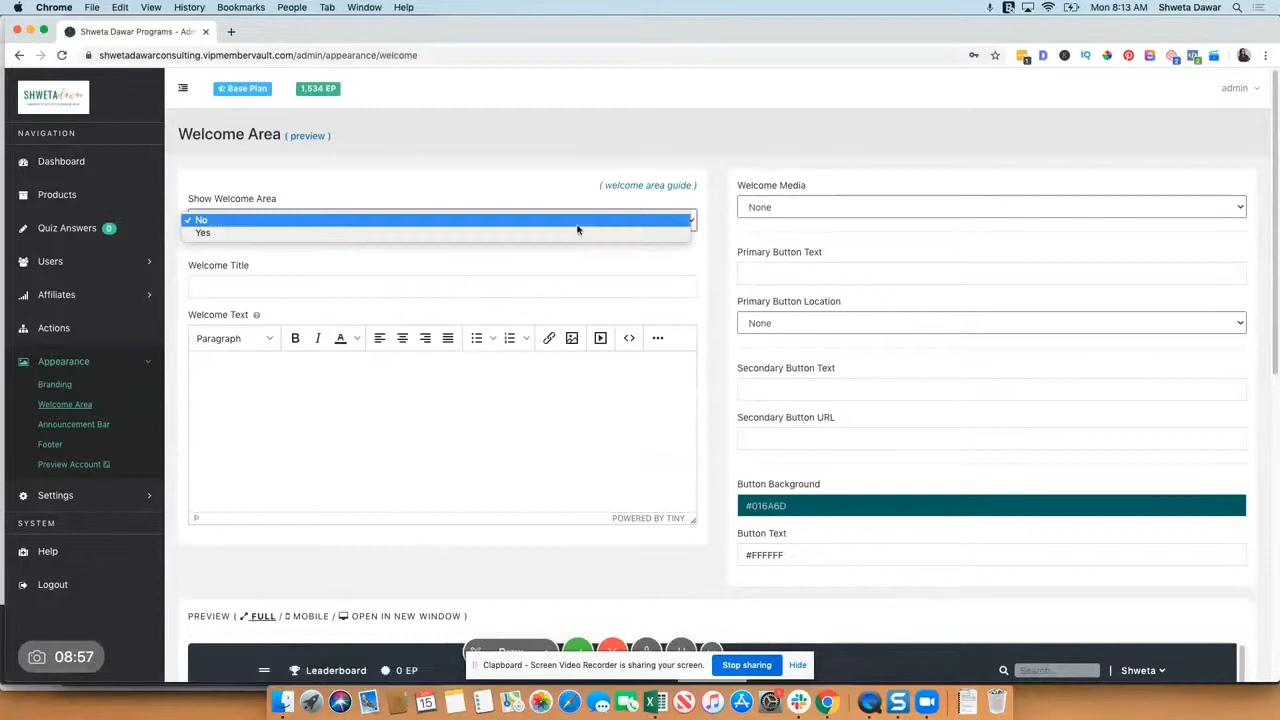 Chrome File Edit View History Bookmarks People Tab Window Help Mon 8:13 AM Shweta Dawar
Shweta Dawar Programs - Adm
shwetadawarconsulting.vipmembervault.com/admin/appearance/welcome
SHWETA dawar
Base Plan 1,534 EP admin
NAVIGATION
Dashboard
Products
Quiz Answers 0
Users
Affiliates
Actions
Appearance
Branding
Welcome Area
Announcement Bar
Footer
Preview Account
Settings
SYSTEM
Help
Logout
08:57
Welcome Area ( preview )
( welcome area guide )
Show Welcome Area
No
Yes
Welcome Title
Welcome Text
Paragraph B I A
P POWERED BY TINY
Welcome Media
None
Primary Button Text
Primary Button Location
None
Secondary Button Text
Secondary Button URL
Button Background
#016A6D
Button Text
#FFFFFF
PREVIEW ( FULL / MOBILE / OPEN IN NEW WINDOW )
Leaderboard 0 EP Search... Shweta
Clapboard - Screen Video Recorder is sharing your screen. Stop sharing Hide